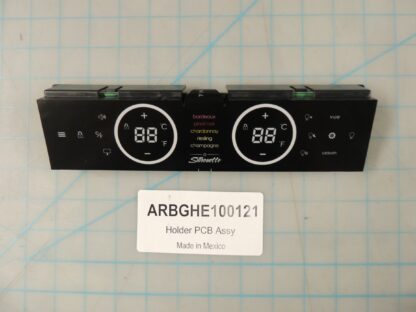 +
88
°C
°F
−
bordeaux
pinot noir
chardonnay
riesling
champagne
Silhouette
+
88
°C
°F
−
ARBGHE100121
Holder PCB Assy
Made in Mexico